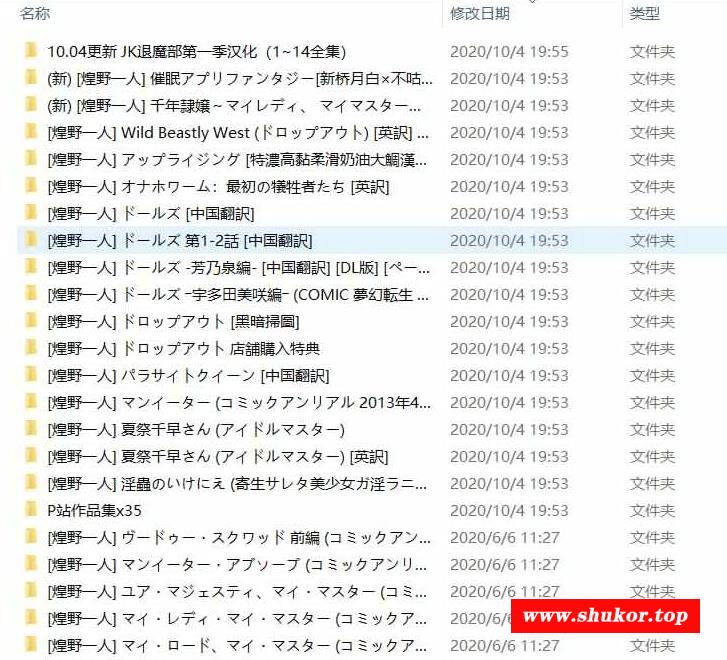 名称 修改日期 类型
10.04更新 JK退魔部第一季汉化（1~14全集) 2020/10/4 19:55 文件夹
(新) [煌野一人] 催眠アプリファンタジー[新桥月白×不咕... 2020/10/4 19:53 文件夹
(新) [煌野一人] 千年隷嬢～マイレディ、 マイマスター... 2020/10/4 19:53 文件夹
[煌野一人] Wild Beastly West (ドロップアウト) [英訳] ... 2020/10/4 19:53 文件夹
[煌野一人] アップライジング [特濃高黏柔滑奶油大鯛漢... 2020/10/4 19:53 文件夹
[煌野一人] オナホワーム：最初の犠牲者たち [英訳] 2020/10/4 19:53 文件夹
[煌野一人] ドールズ [中国翻訳] 2020/10/4 19:53 文件夹
[煌野一人] ドールズ 第1-2話 [中国翻訳] 2020/10/4 19:53 文件夹
[煌野一人] ドールズ -芳乃泉編- [中国翻訳] [DL版] [ペー... 2020/10/4 19:53 文件夹
[煌野一人] ドールズ -宇多田美咲編- (COMIC 夢幻転生 ... 2020/10/4 19:53 文件夹
[煌野一人] ドロップアウト [黑暗掃圕] 2020/10/4 19:53 文件夹
[煌野一人] ドロップアウト 店舗購入特典 2020/10/4 19:53 文件夹
[煌野一人] パラサイトクイーン [中国翻訳] 2020/10/4 19:53 文件夹
[煌野一人] マンイーター (コミックアンリアル 2013年4... 2020/10/4 19:53 文件夹
[煌野一人] 夏祭千早さん (アイドルマスター) 2020/10/4 19:53 文件夹
[煌野一人] 夏祭千早さん (アイドルマスター) [英訳] 2020/10/4 19:53 文件夹
[煌野一人] 淫蟲のいけにえ (寄生サレタ美少女ガ淫ラニ... 2020/10/4 19:53 文件夹
P站作品集x35 2020/10/4 19:53 文件夹
[煌野一人] ヴードゥー・スクワッド 前編 (コミックアン... 2020/6/6 11:27 文件夹
[煌野一人] マンイーター・アブソープ (コミックアンリ... 2020/6/6 11:27 文件夹
[煌野一人] ユア・マジェスティ、マイ・マスター (コミ... 2020/6/6 11:27 文件夹
[煌野一人] マイ・レディ・マイ・マスター (コミックア... 2020/6/6
www.shukor.top
[煌野一人] マイ・ロード、マイ・マスター (コミックア... 2020/6/6 11:27 文件夹